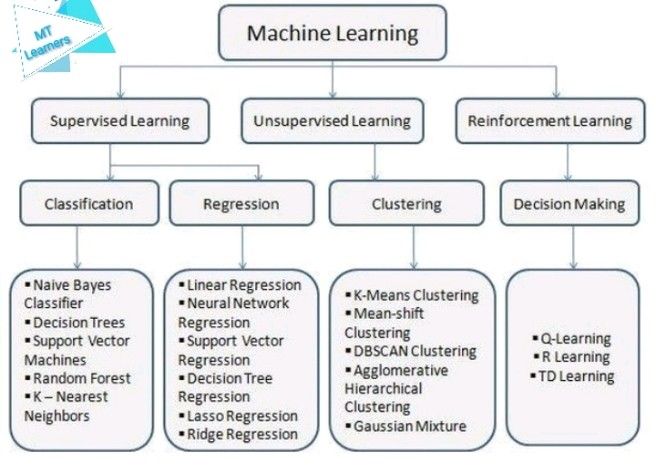 MT
Learners
Machine Learning
Supervised Learning
Unsupervised Learning
Reinforcement Learning
Classification
Regression
Clustering
Decision Making
▪ Naive Bayes
Classifier
▪ Decision Trees
▪ Support Vector
Machines
▪ Random Forest
▪ K – Nearest
Neighbors
▪ Linear Regression
▪ Neural Network
Regression
▪ Support Vector
Regression
▪ Decision Tree
Regression
▪ Lasso Regression
▪ Ridge Regression
▪ K-Means Clustering
▪ Mean-shift
Clustering
▪ DBSCAN Clustering
▪ Agglomerative
Hierarchical
Clustering
▪ Gaussian Mixture
▪ Q-Learning
▪ R Learning
▪ TD Learning